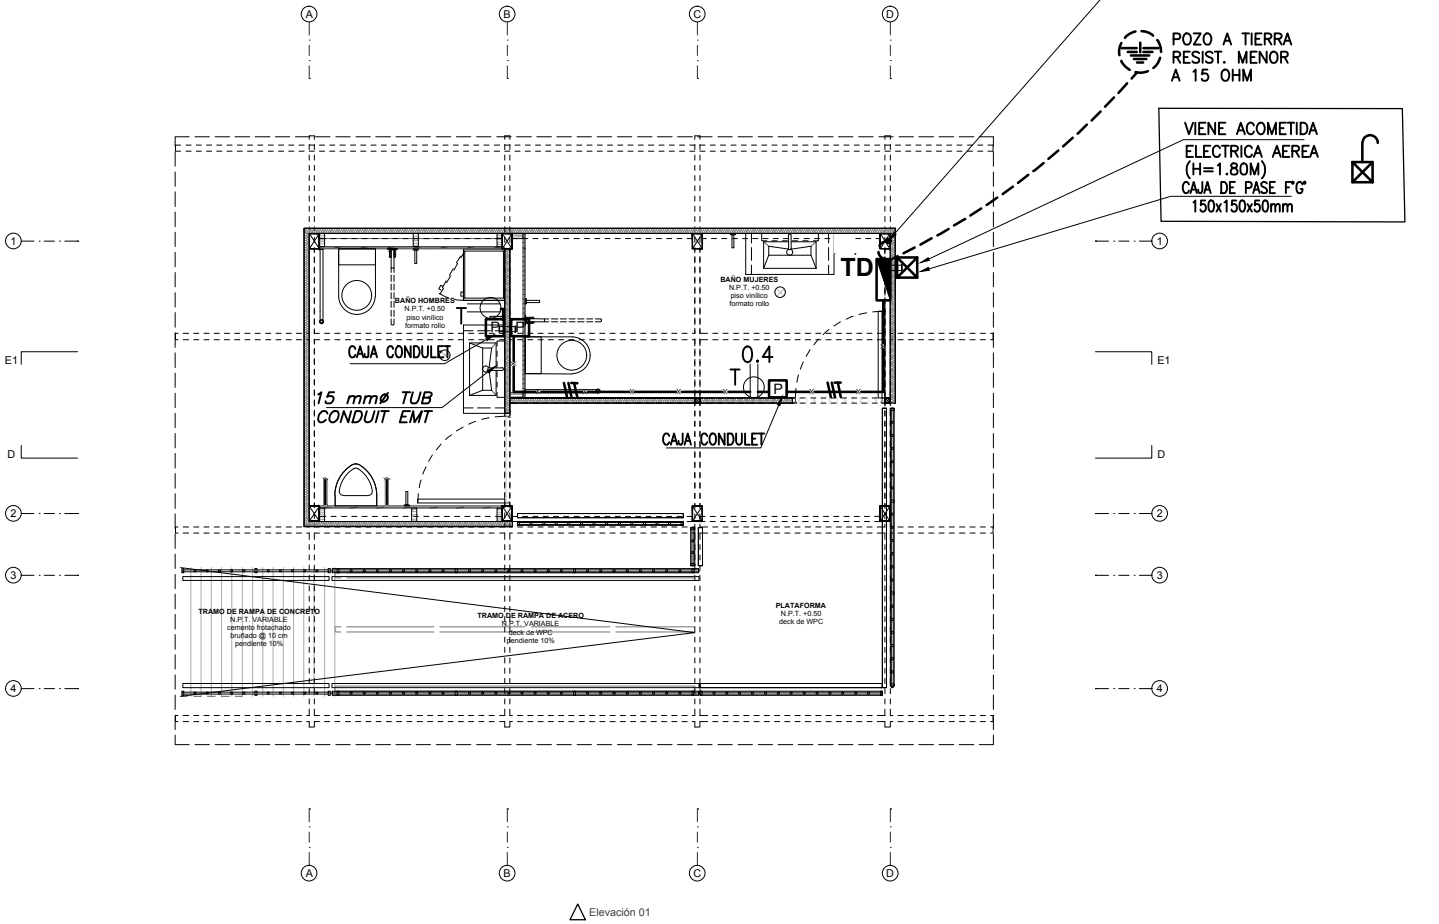 A
B
C
D
POZO A TIERRA
RESIST. MENOR
A 15 OHM
VIENE ACOMETIDA
ELECTRICA AEREA
(H=1.80M)
CAJA DE PASE F°G°
150x150x50mm
1
1
TD
BAÑO MUJERES
N.P.T. +0.50
piso vinílico
formato rollo
BAÑO HOMBRES
N.P.T. +0.50
piso vinílico
formato rollo
T
P
P
CAJA CONDULET
0.4
T
P
E1
E1
15 mmø TUB
CONDUIT EMT
CAJA CONDULET
D
D
2
2
3
3
TRAMO DE RAMPA DE CONCRETO
N.P.T. VARIABLE
cemento frotachado
bruñado @ 10 cm
pendiente 10%
TRAMO DE RAMPA DE ACERO
N.P.T. VARIABLE
deck de WPC
pendiente 10%
PLATAFORMA
N.P.T. +0.50
deck de WPC
4
4
A
B
C
D
Elevación 01